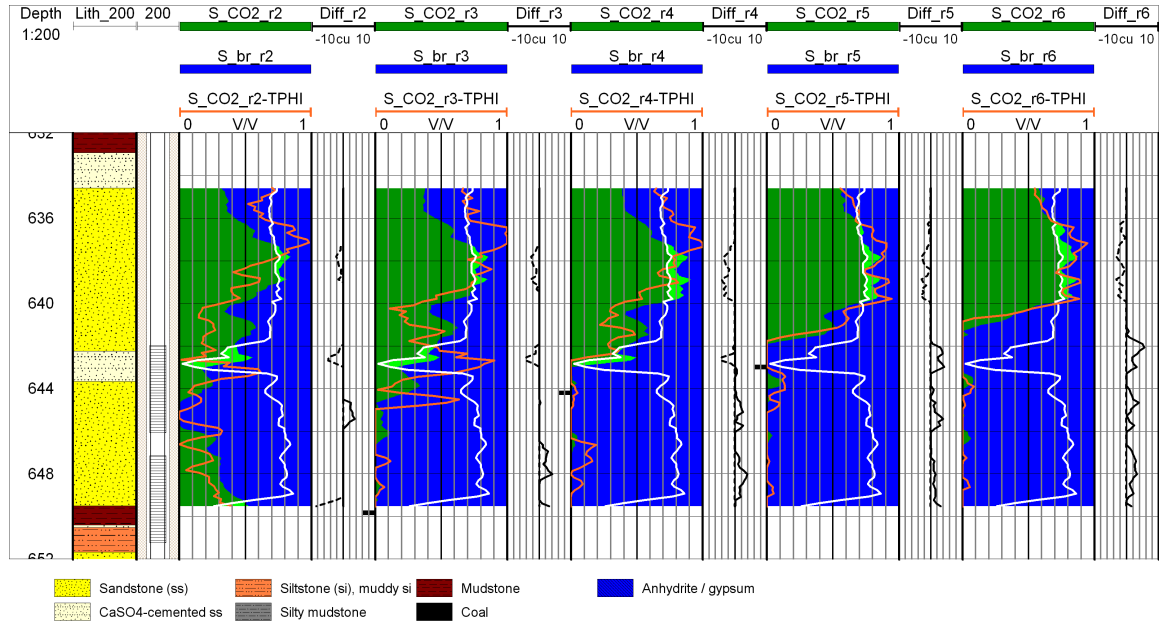 Depth Lith_200 200 S_CO2_r2 Diff_r2 S_CO2_r3 Diff_r3 S_CO2_r4 Diff_r4 S_CO2_r5 Diff_r5 S_CO2_r6 Diff_r6
1:200 -10cu 10 -10cu 10 -10cu 10 -10cu 10 -10cu 10
S_br_r2 S_br_r3 S_br_r4 S_br_r5 S_br_r6
S_CO2_r2-TPHI S_CO2_r3-TPHI S_CO2_r4-TPHI S_CO2_r5-TPHI S_CO2_r6-TPHI
0 V/V 1 0 V/V 1 0 V/V 1 0 V/V 1 0 V/V 1
632
636
640
644
648
652
Sandstone (ss) Siltstone (si), muddy si Mudstone Anhydrite / gypsum
CaSO4-cemented ss Silty mudstone Coal